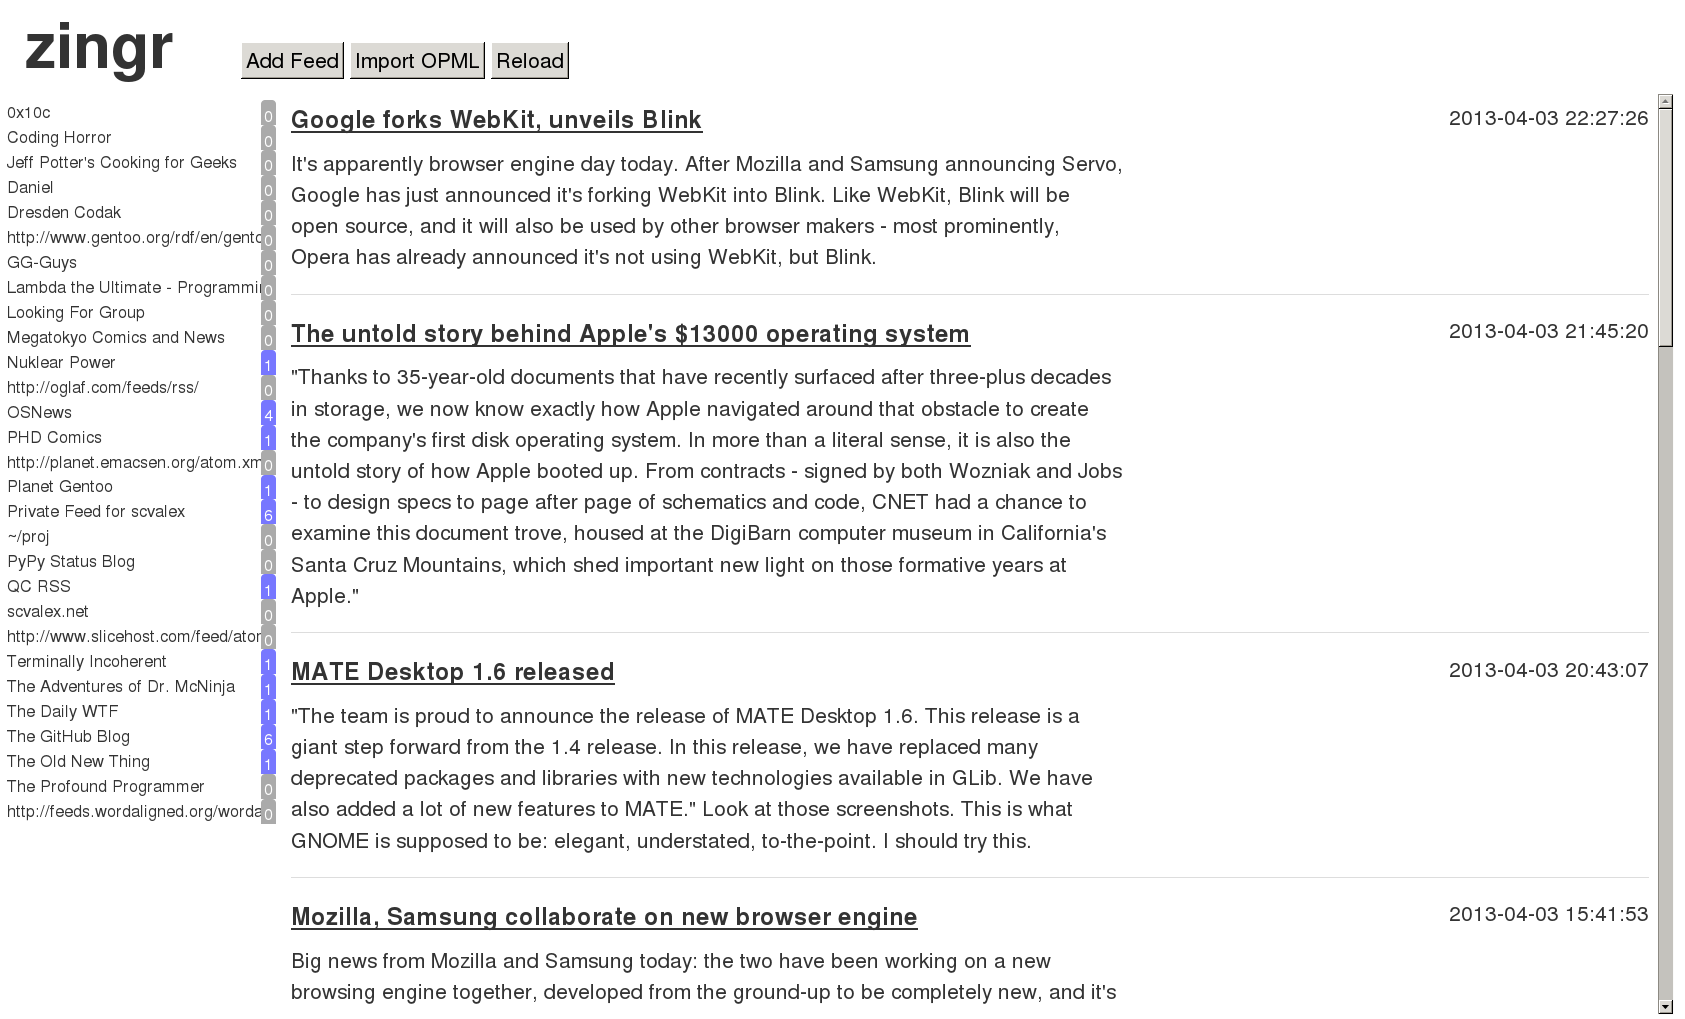 zingr
Add Feed Import OPML Reload
0x10c 0
Coding Horror 0
Jeff Potter's Cooking for Geeks 0
Daniel 0
Dresden Codak 0
http://www.gentoo.org/rdf/en/gento 0
GG-Guys 0
Lambda the Ultimate - Programmin 0
Looking For Group 0
Megatokyo Comics and News 0
Nuklear Power 1
http://oglaf.com/feeds/rss/ 0
OSNews 4
PHD Comics 1
http://planet.emacsen.org/atom.xm 0
Planet Gentoo 1
Private Feed for scvalex 6
~/proj 0
PyPy Status Blog 0
QC RSS 1
scvalex.net 0
http://www.slicehost.com/feed/ator 0
Terminally Incoherent 1
The Adventures of Dr. McNinja 1
The Daily WTF 1
The GitHub Blog 6
The Old New Thing 1
The Profound Programmer 0
http://feeds.wordaligned.org/worda 0
Google forks WebKit, unveils Blink 2013-04-03 22:27:26
It's apparently browser engine day today. After Mozilla and Samsung announcing Servo,
Google has just announced it's forking WebKit into Blink. Like WebKit, Blink will be
open source, and it will also be used by other browser makers - most prominently,
Opera has already announced it's not using WebKit, but Blink.
The untold story behind Apple's $13000 operating system 2013-04-03 21:45:20
"Thanks to 35-year-old documents that have recently surfaced after three-plus decades
in storage, we now know exactly how Apple navigated around that obstacle to create
the company's first disk operating system. In more than a literal sense, it is also the
untold story of how Apple booted up. From contracts - signed by both Wozniak and Jobs
- to design specs to page after page of schematics and code, CNET had a chance to
examine this document trove, housed at the DigiBarn computer museum in California's
Santa Cruz Mountains, which shed important new light on those formative years at
Apple."
MATE Desktop 1.6 released 2013-04-03 20:43:07
"The team is proud to announce the release of MATE Desktop 1.6. This release is a
giant step forward from the 1.4 release. In this release, we have replaced many
deprecated packages and libraries with new technologies available in GLib. We have
also added a lot of new features to MATE." Look at those screenshots. This is what
GNOME is supposed to be: elegant, understated, to-the-point. I should try this.
Mozilla, Samsung collaborate on new browser engine 2013-04-03 15:41:53
Big news from Mozilla and Samsung today: the two have been working on a new
browsing engine together, developed from the ground-up to be completely new, and it's